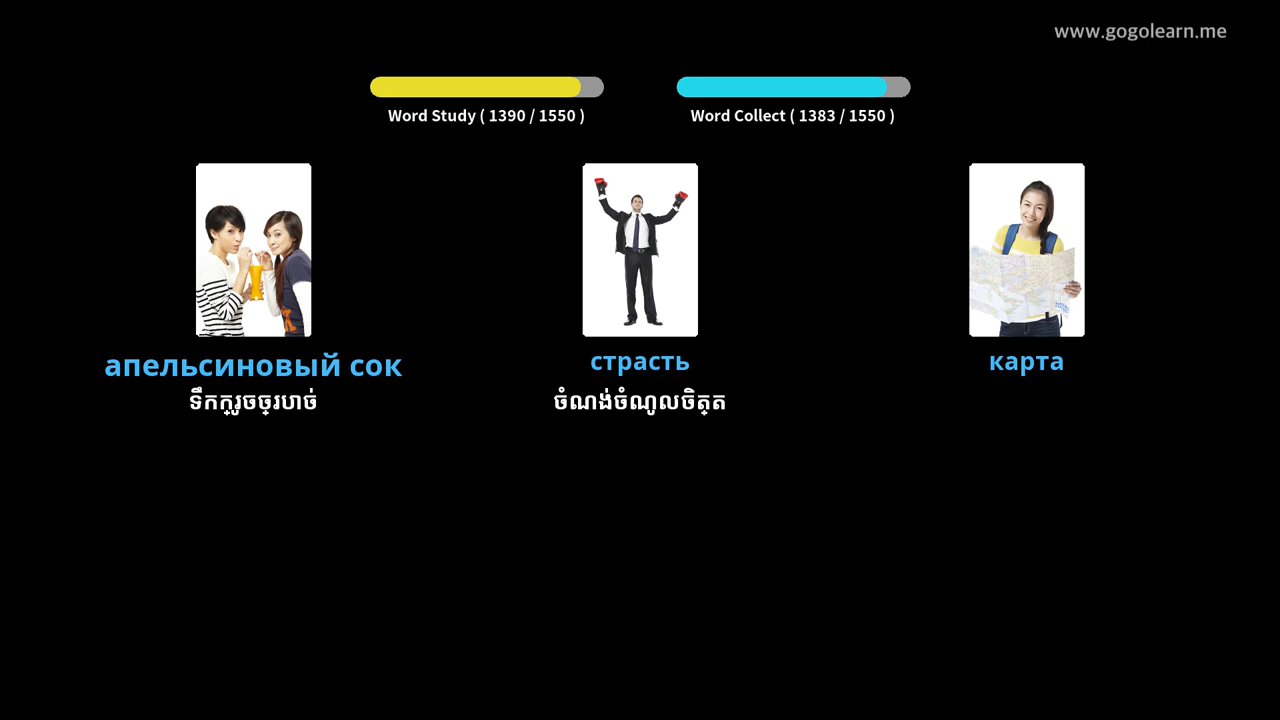 www.gogolearn.me
Word Study ( 1390 / 1550 )
Word Collect ( 1383 / 1550 )
апельсиновый сок
страсть
карта
ទឹកក្រូចច្របាច់
ចំណង់ចំណូលចិត្ត